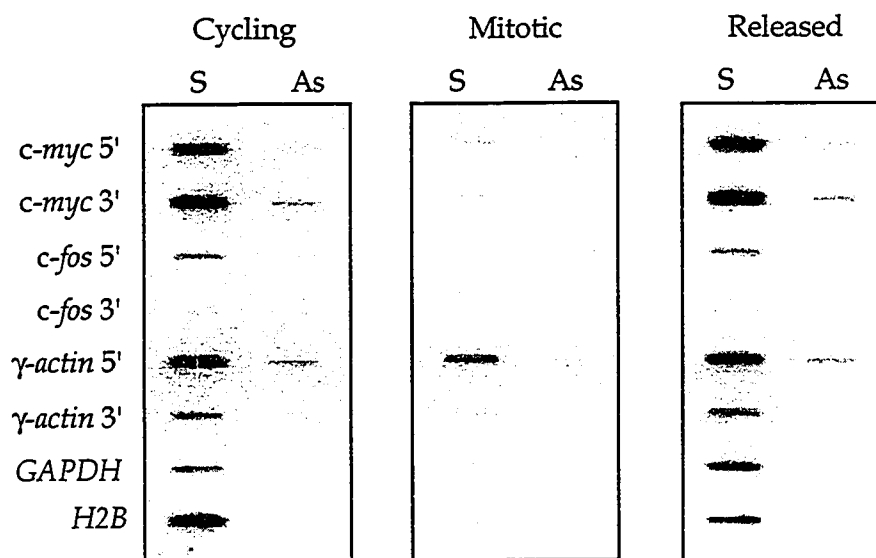 Cycling Mitotic Released
S As S As S As
c-myc 5'
c-myc 3'
c-fos 5'
c-fos 3'
γ-actin 5'
γ-actin 3'
GAPDH
H2B